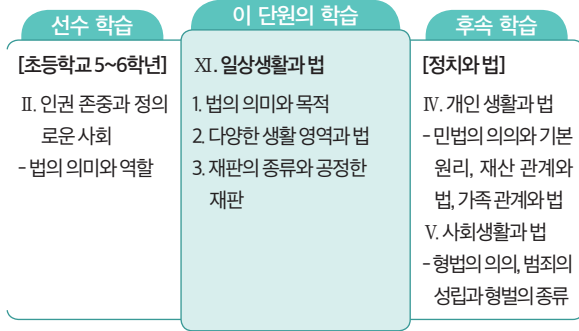 선수 학습
[초등학교 5~6학년]
Ⅱ. 인권 존중과 정의
로운 사회
- 법의 의미와 역할
이 단원의 학습
Ⅺ. 일상생활과 법
1. 법의 의미와 목적
2. 다양한 생활 영역과 법
3. 재판의 종류와 공정한
재판
후속 학습
[정치와 법]
Ⅳ. 개인 생활과 법
- 민법의 의의와 기본
원리, 재산 관계와
법, 가족 관계와 법
Ⅴ. 사회생활과 법
- 형법의 의의, 범죄의
성립과 형벌의 종류